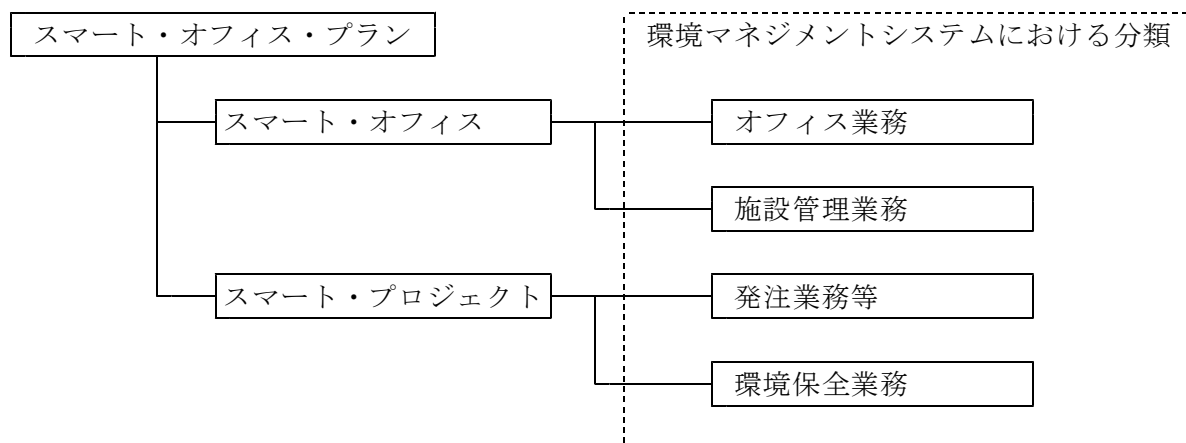 スマート・オフィス・プラン
環境マネジメントシステムにおける分類
スマート・オフィス
オフィス業務
施設管理業務
スマート・プロジェクト
発注業務等
環境保全業務